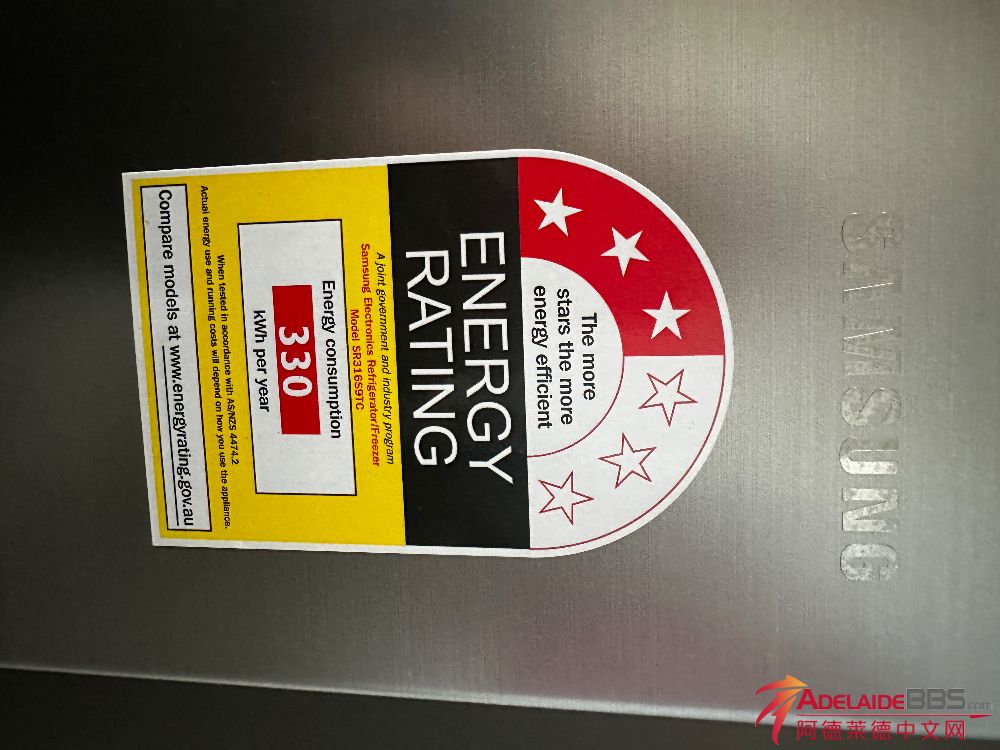 SAMSUNG
The more
stars the more
energy efficient
ENERGY
RATING
A joint government and industry program
Samsung Electronics Refrigerator/Freezer
Model SR316S9TC
Energy consumption
330
kWh per year
When tested in accordance with AS/NZS 4474.2
Actual energy use and running costs will depend on how you use the appliance.
Compare models at www.energyrating.gov.au
ADELAIDEBBS.com
阿德莱德中文网